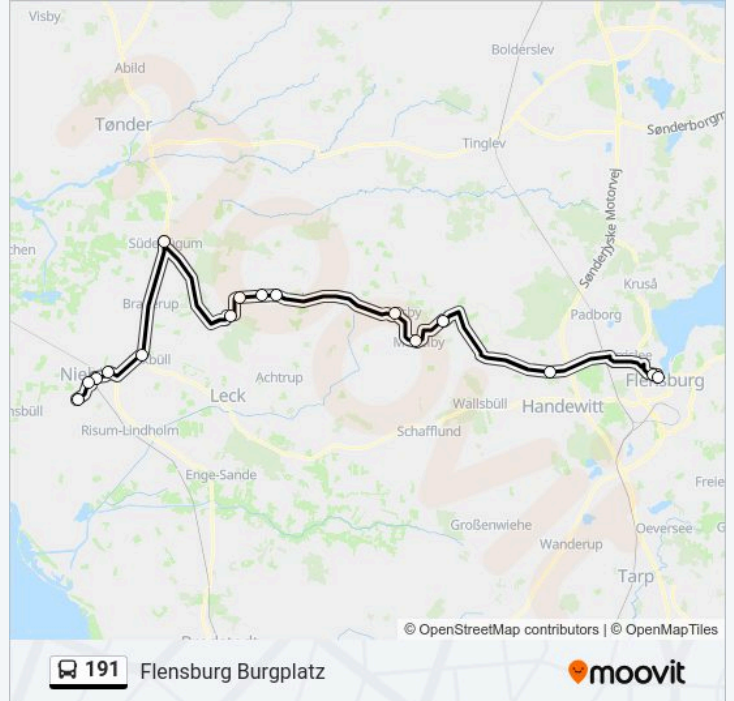 Visby
Bolderslev
Abild
Tønder
Sønderborgm
Tinglev
Sønderjyske Motorvej
Kruså
Padborg
Achtrup
Leck
Flensburg
Handewitt
Wallsbüll
Risum-Lindholm
Schafflund
Enge-Sande
Freie
Großenwiehe
Oeversee
Wanderup
Tarp
© OpenStreetMap contributors | © OpenMapTiles
191 Flensburg Burgplatz
moovit